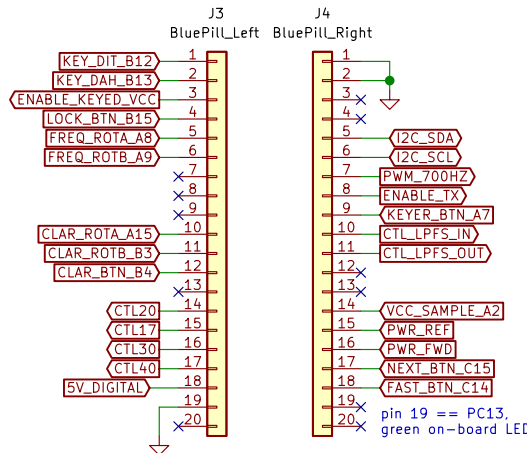 J3
BluePill_Left
KEY_DIT_B12 1
KEY_DAH_B13 2
ENABLE_KEYED_VCC 3
LOCK_BTN_B15 4
FREQ_ROTA_A8 5
FREQ_ROTB_A9 6
7
8
9
CLAR_ROTA_A15 10
CLAR_ROTB_B3 11
CLAR_BTN_B4 12
13
CTL20 14
CTL17 15
CTL30 16
CTL40 17
5V_DIGITAL 18
19
20
J4
BluePill_Right
1
2
3
4
5 I2C_SDA
6 I2C_SCL
7 PWM_700HZ
8 ENABLE_TX
9 KEYER_BTN_A7
10 CTL_LPFS_IN
11 CTL_LPFS_OUT
12
13
14 VCC_SAMPLE_A2
15 PWR_REF
16 PWR_FWD
17 NEXT_BTN_C15
18 FAST_BTN_C14
19
20
pin 19 == PC13,
green on-board LED